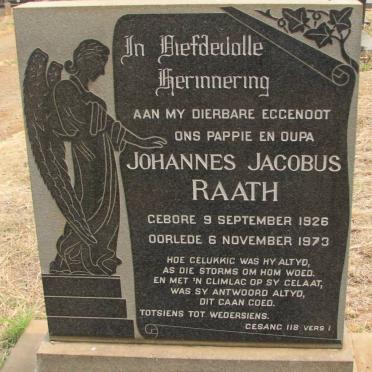 In Liefdevolle
Herinnering
AAN MY DIERBARE EGGENOOT
ONS PAPPIE EN OUPA
JOHANNES JACOBUS
RAATH
GEBORE 9 SEPTEMBER 1926
OORLEDE 6 NOVEMBER 1973
HOE GELUKKIG WAS HY ALTYD,
AS DIE STORMS OM HOM WOED.
EN MET 'N GLIMLAG OP SY GELAAT,
WAS SY ANTWOORD ALTYD,
DIT GAAN GOED.
TOTSIENS TOT WEDERSIENS.
GESANG 118 VERS 1